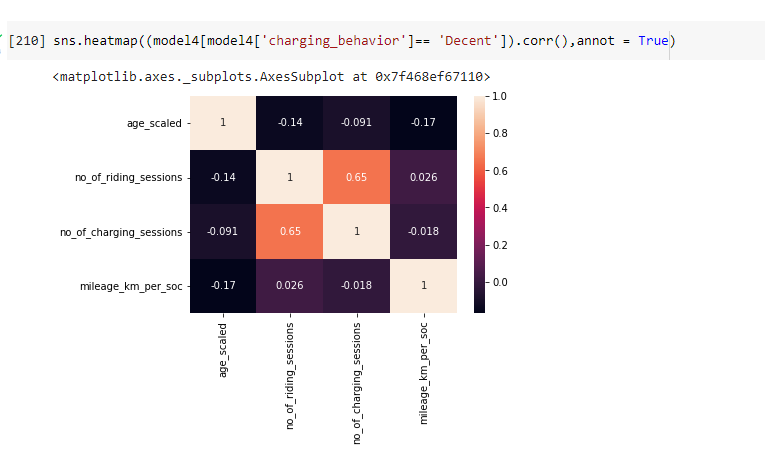 [210] sns.heatmap((model4[model4['charging_behavior']== 'Decent']).corr(),annot = True)
<matplotlib.axes._subplots.AxesSubplot at 0x7f468ef67110>
age_scaled 1 -0.14 -0.091 -0.17
no_of_riding_sessions -0.14 1 0.65 0.026
no_of_charging_sessions -0.091 0.65 1 -0.018
mileage_km_per_soc -0.17 0.026 -0.018 1
age_scaled
no_of_riding_sessions
no_of_charging_sessions
mileage_km_per_soc
1.0
0.8
0.6
0.4
0.2
0.0